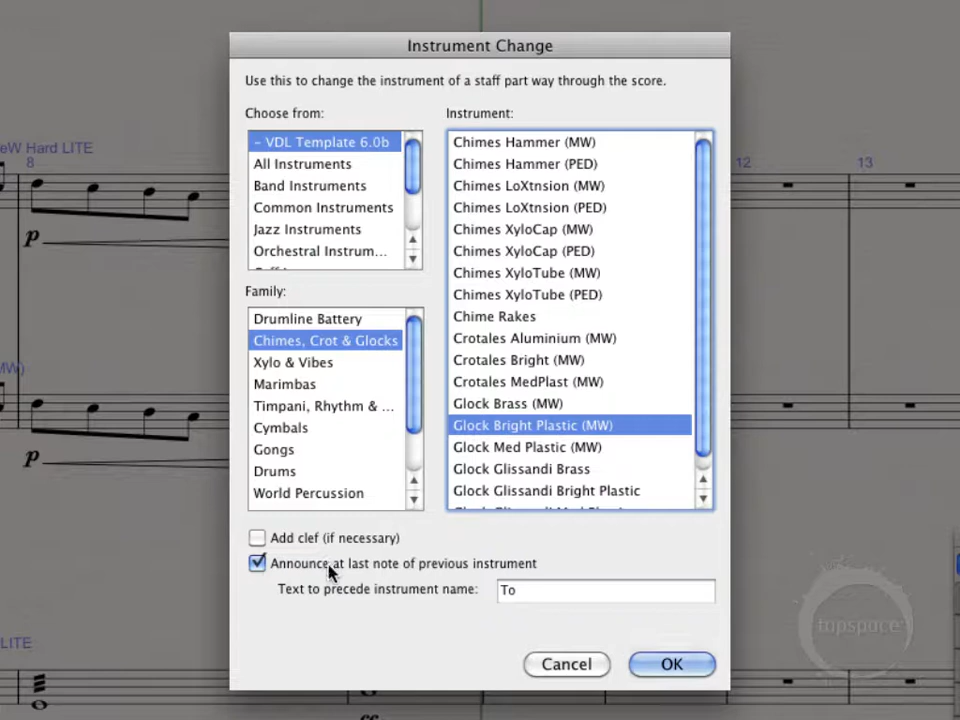 Instrument Change
Use this to change the instrument of a staff part way through the score.
Choose from:
– VDL Template 6.0b
All Instruments
Band Instruments
Common Instruments
Jazz Instruments
Orchestral Instrum...
Family:
Drumline Battery
Chimes, Crot & Glocks
Xylo & Vibes
Marimbas
Timpani, Rhythm & ...
Cymbals
Gongs
Drums
World Percussion
Instrument:
Chimes Hammer (MW)
Chimes Hammer (PED)
Chimes LoXtnsion (MW)
Chimes LoXtnsion (PED)
Chimes XyloCap (MW)
Chimes XyloCap (PED)
Chimes XyloTube (MW)
Chimes XyloTube (PED)
Chime Rakes
Crotales Aluminium (MW)
Crotales Bright (MW)
Crotales MedPlast (MW)
Glock Brass (MW)
Glock Bright Plastic (MW)
Glock Med Plastic (MW)
Glock Glissandi Brass
Glock Glissandi Bright Plastic
Add clef (if necessary)
Announce at last note of previous instrument
Text to precede instrument name: To
Cancel OK
eW Hard LITE
8 12 13
p
MW)
p
LITE
ff
tapspace